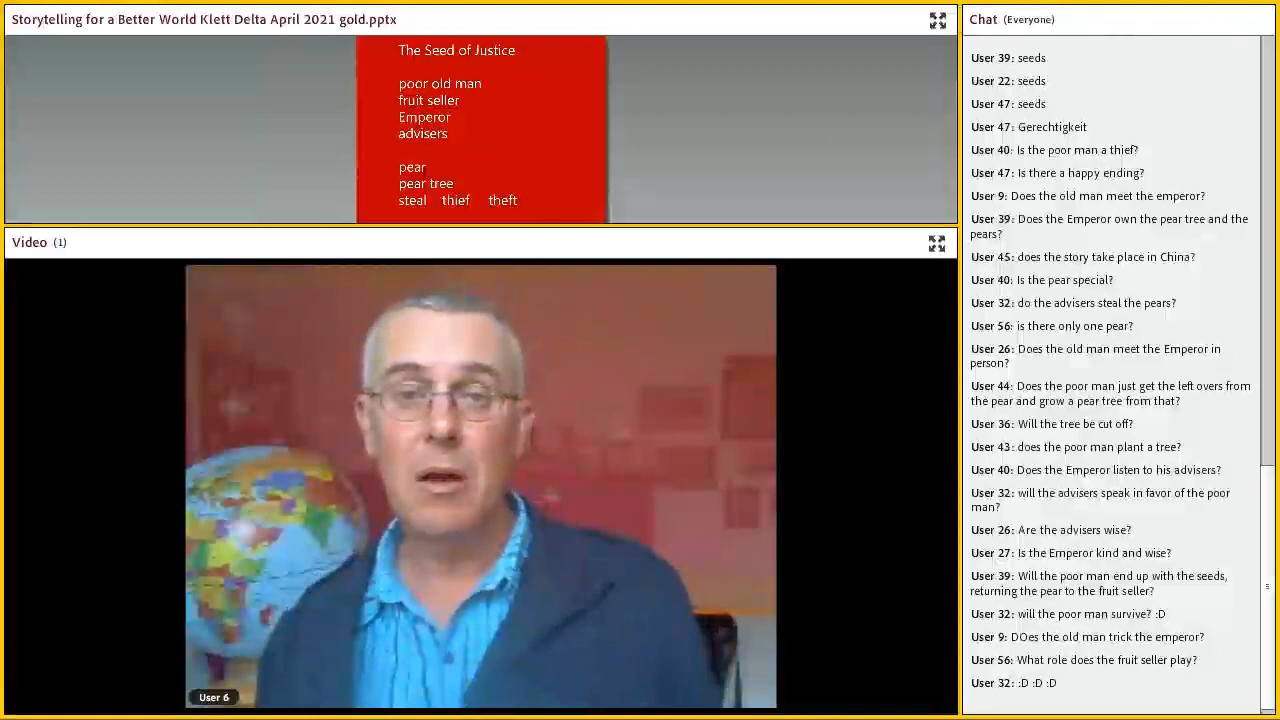 Storytelling for a Better World Klett Delta April 2021 gold.pptx
The Seed of Justice
poor old man
fruit seller
Emperor
advisers
pear
pear tree
steal thief theft
Video (1)
User 6
Chat (Everyone)
User 39: seeds
User 22: seeds
User 47: seeds
User 47: Gerechtigkeit
User 40: Is the poor man a thief?
User 47: Is there a happy ending?
User 9: Does the old man meet the emperor?
User 39: Does the Emperor own the pear tree and the
pears?
User 45: does the story take place in China?
User 40: Is the pear special?
User 32: do the advisers steal the pears?
User 56: is there only one pear?
User 26: Does the old man meet the Emperor in
person?
User 44: Does the poor man just get the left overs from
the pear and grow a pear tree from that?
User 36: Will the tree be cut off?
User 43: does the poor man plant a tree?
User 40: Does the Emperor listen to his advisers?
User 32: will the advisers speak in favor of the poor
man?
User 26: Are the advisers wise?
User 27: Is the Emperor kind and wise?
User 39: Will the poor man end up with the seeds,
returning the pear to the fruit seller?
User 32: will the poor man survive? :D
User 9: DOes the old man trick the emperor?
User 56: What role does the fruit seller play?
User 32: :D :D :D